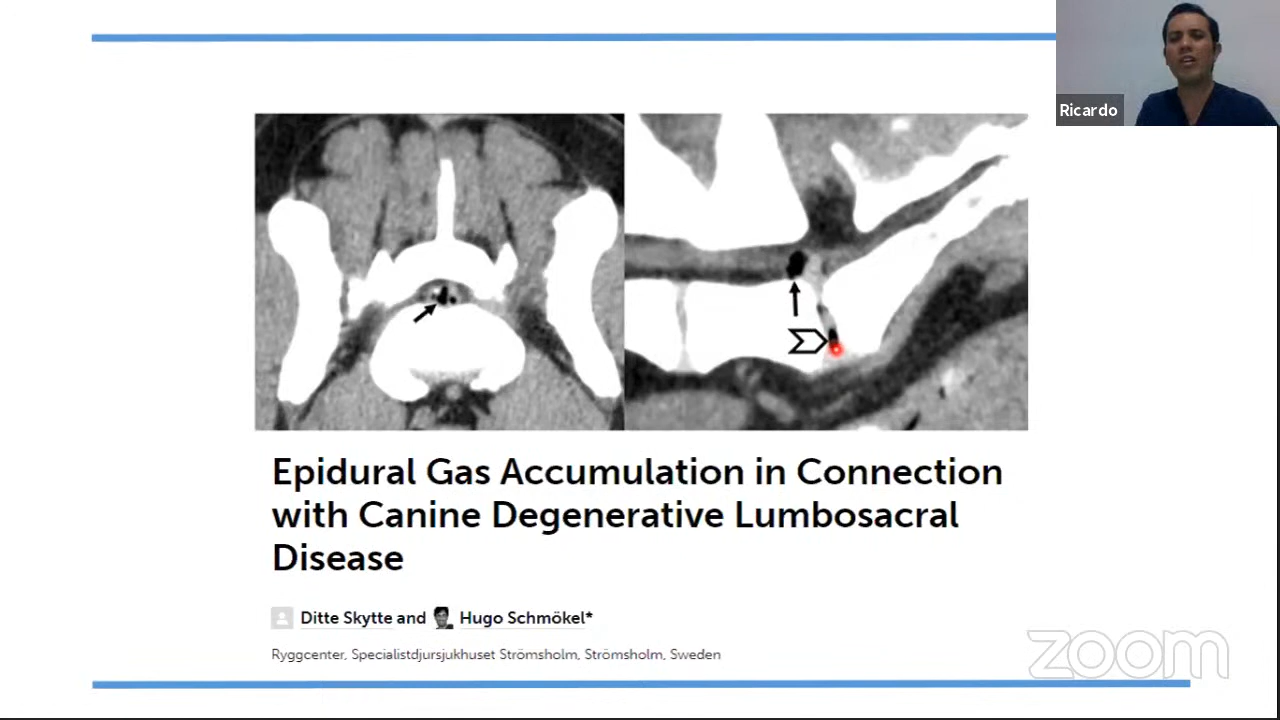 Ricardo
Epidural Gas Accumulation in Connection
with Canine Degenerative Lumbosacral
Disease
Ditte Skytte and Hugo Schmökel*
Ryggcenter, Specialistdjursjukhuset Strömsholm, Strömsholm, Sweden
zoom